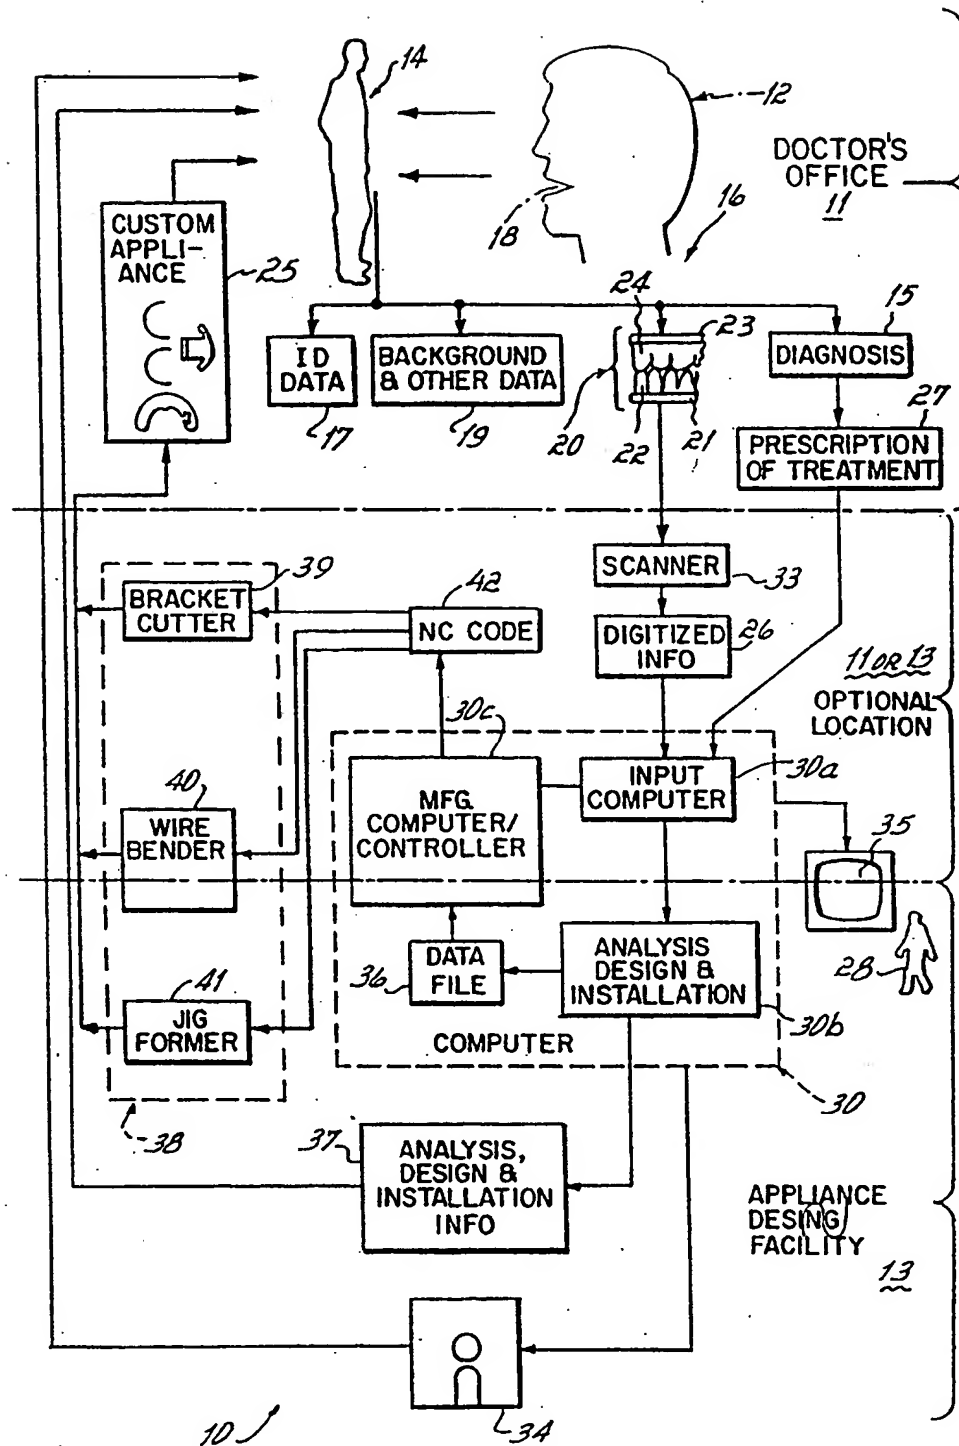 14
12
DOCTOR'S
OFFICE
11
16
18
CUSTOM
APPLI-
ANCE
25
24
23
15
ID
DATA
17
BACKGROUND
& OTHER DATA
19
20
22
21
DIAGNOSIS
27
PRESCRIPTION
OF TREATMENT
SCANNER
33
39
BRACKET
CUTTER
42
NC CODE
DIGITIZED
INFO
26
11 OR 13
OPTIONAL
LOCATION
30c
MFG.
COMPUTER/
CONTROLLER
INPUT
COMPUTER
30a
40
WIRE
BENDER
35
28
36
DATA
FILE
ANALYSIS
DESIGN &
INSTALLATION
30b
41
JIG
FORMER
COMPUTER
30
38
37
ANALYSIS,
DESIGN &
INSTALLATION
INFO
APPLIANCE
DESING
FACILITY
13
34
10